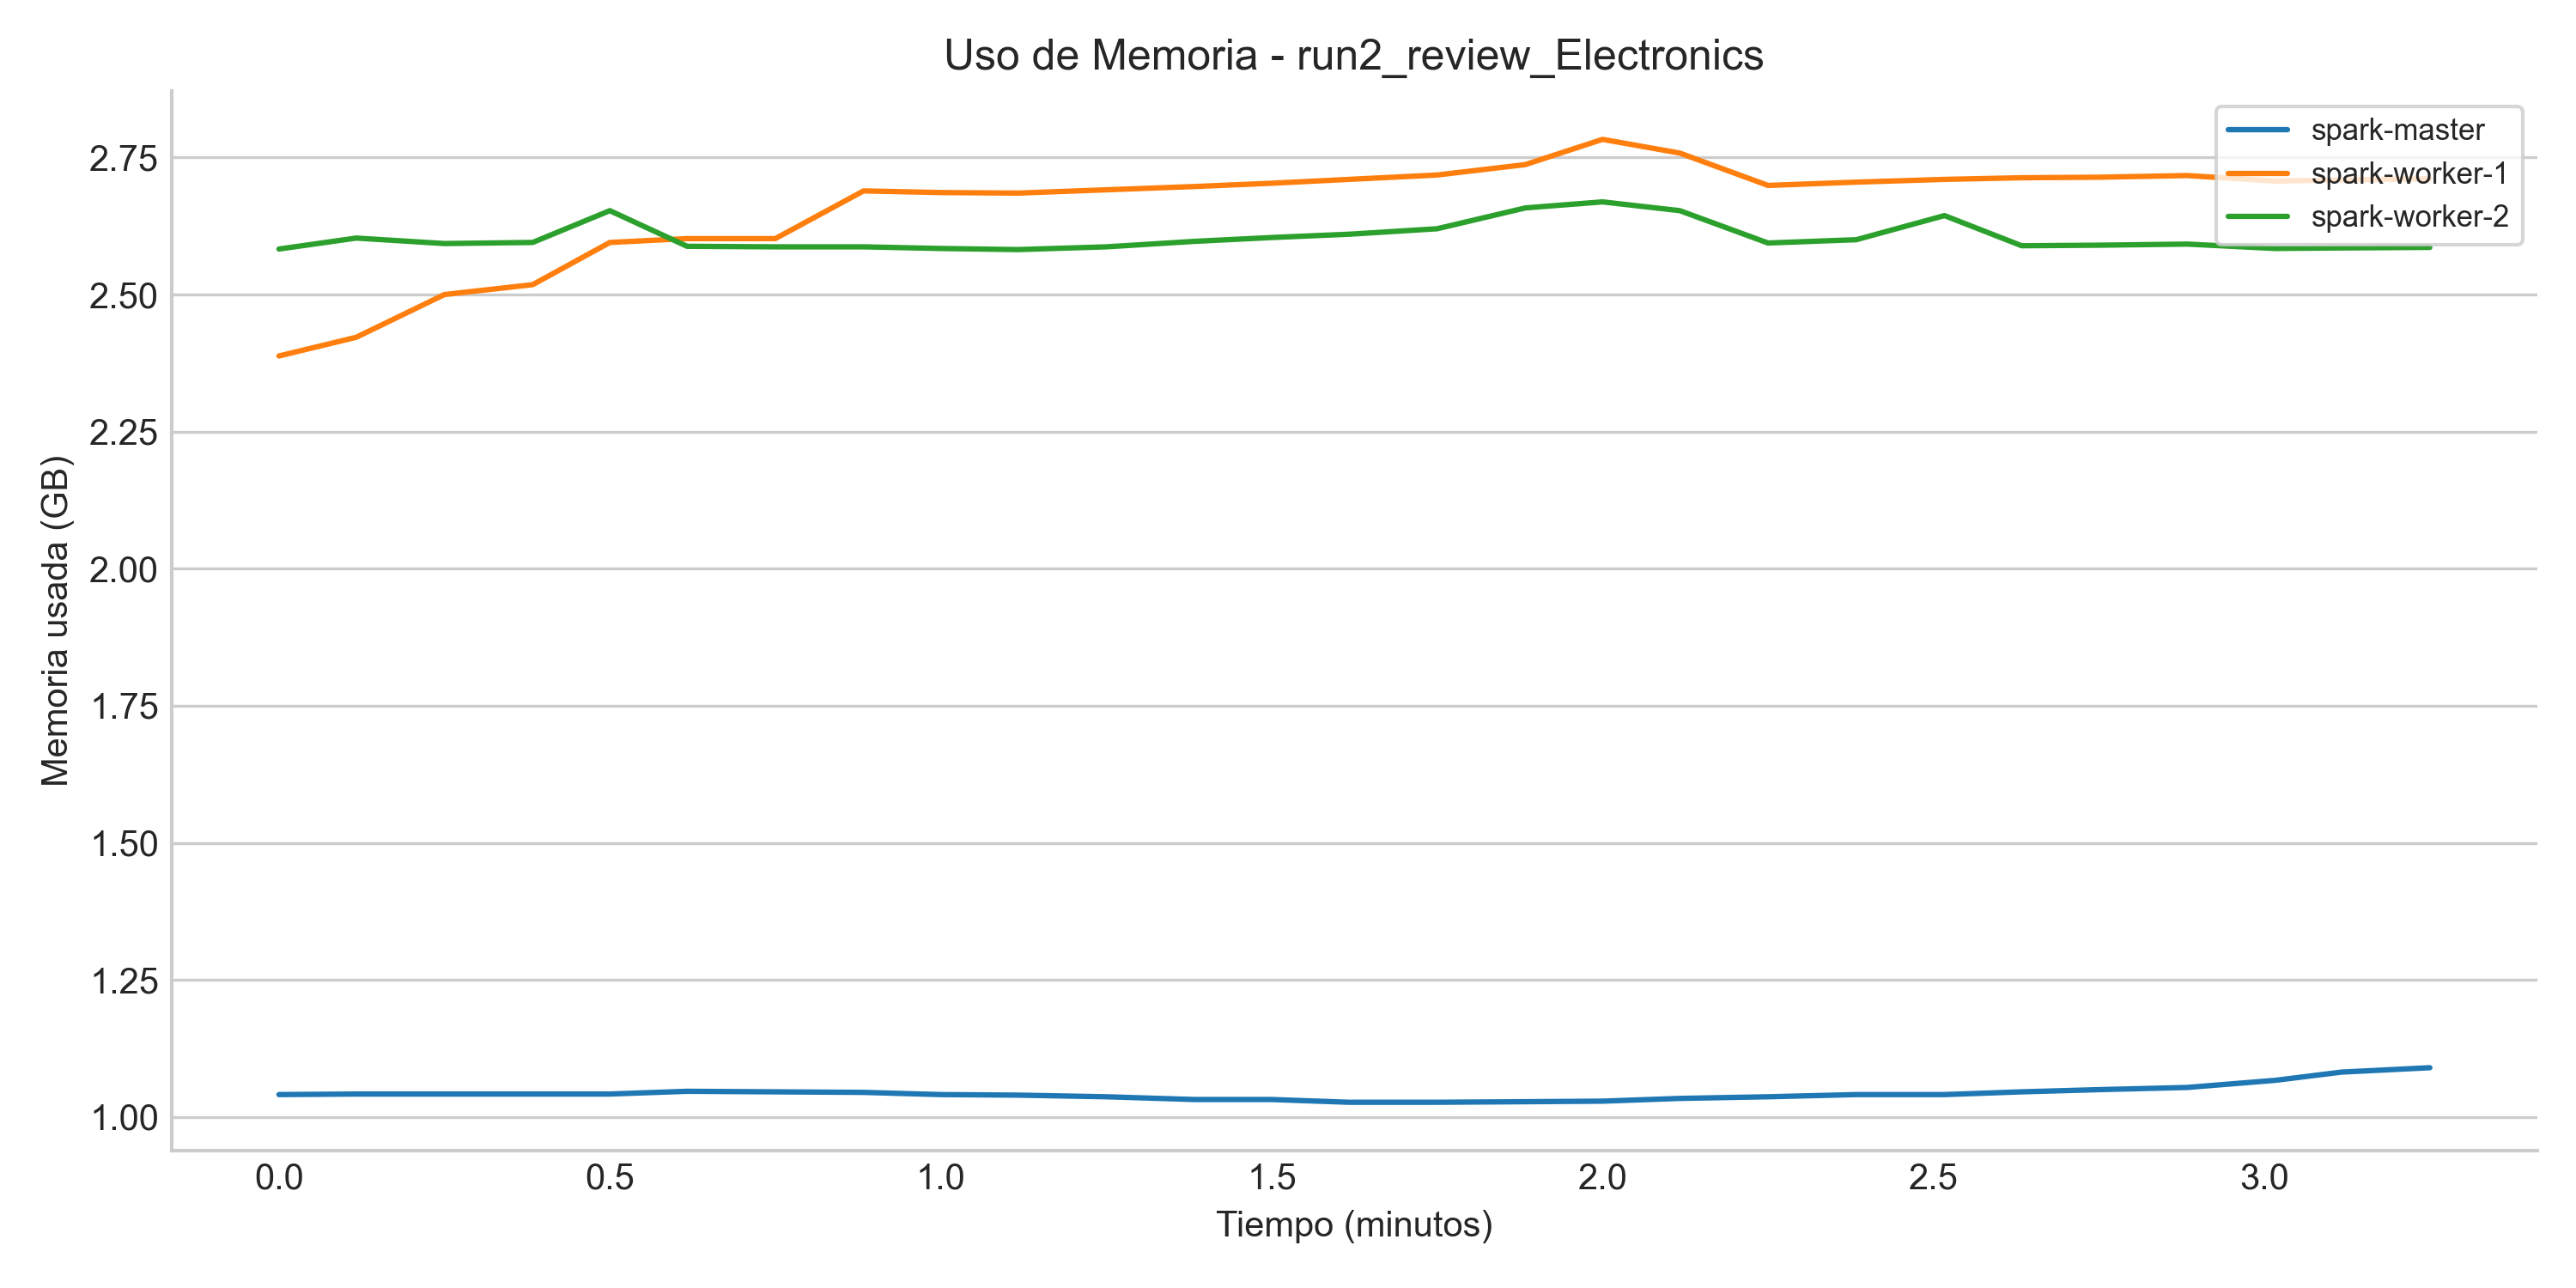 Uso de Memoria - run2_review_Electronics
spark-master
spark-worker-1
spark-worker-2
Memoria usada (GB)
2.75
2.50
2.25
2.00
1.75
1.50
1.25
1.00
0.0 0.5 1.0 1.5 2.0 2.5 3.0
Tiempo (minutos)